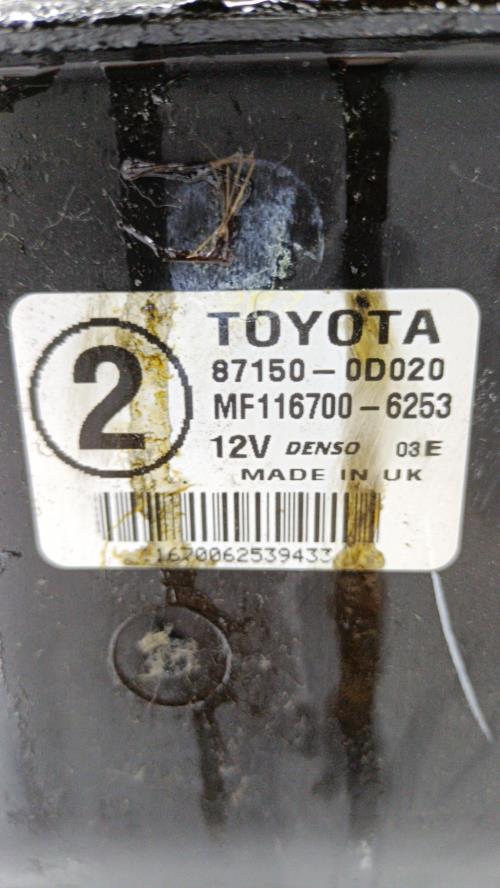 TOYOTA
2
87150-0D020
MF116700-6253
12V DENSO 03E
MADE IN UK
1670062539433